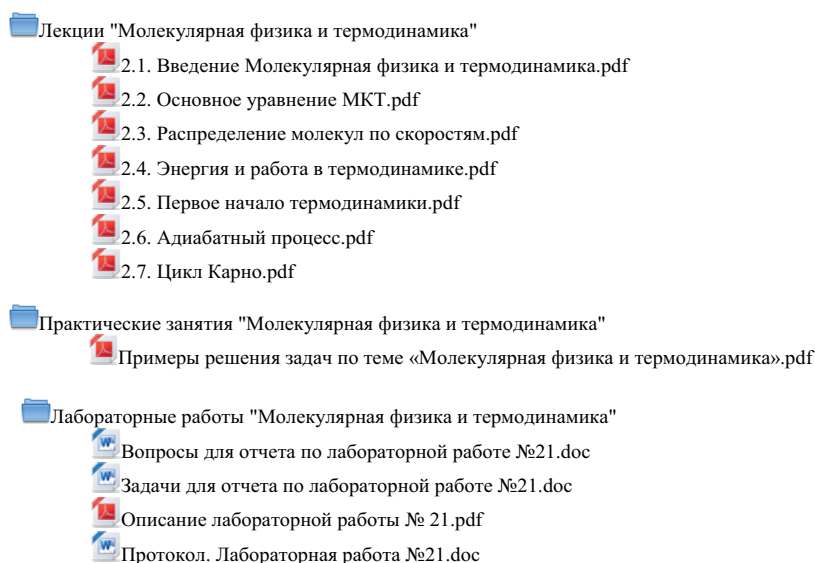 Лекции "Молекулярная физика и термодинамика"
2.1. Введение Молекулярная физика и термодинамика.pdf
2.2. Основное уравнение МКТ.pdf
2.3. Распределение молекул по скоростям.pdf
2.4. Энергия и работа в термодинамике.pdf
2.5. Первое начало термодинамики.pdf
2.6. Адиабатный процесс.pdf
2.7. Цикл Карно.pdf
Практические занятия "Молекулярная физика и термодинамика"
Примеры решения задач по теме «Молекулярная физика и термодинамика».pdf
Лабораторные работы "Молекулярная физика и термодинамика"
Вопросы для отчета по лабораторной работе №21.doc
Задачи для отчета по лабораторной работе №21.doc
Описание лабораторной работы № 21.pdf
Протокол. Лабораторная работа №21.doc